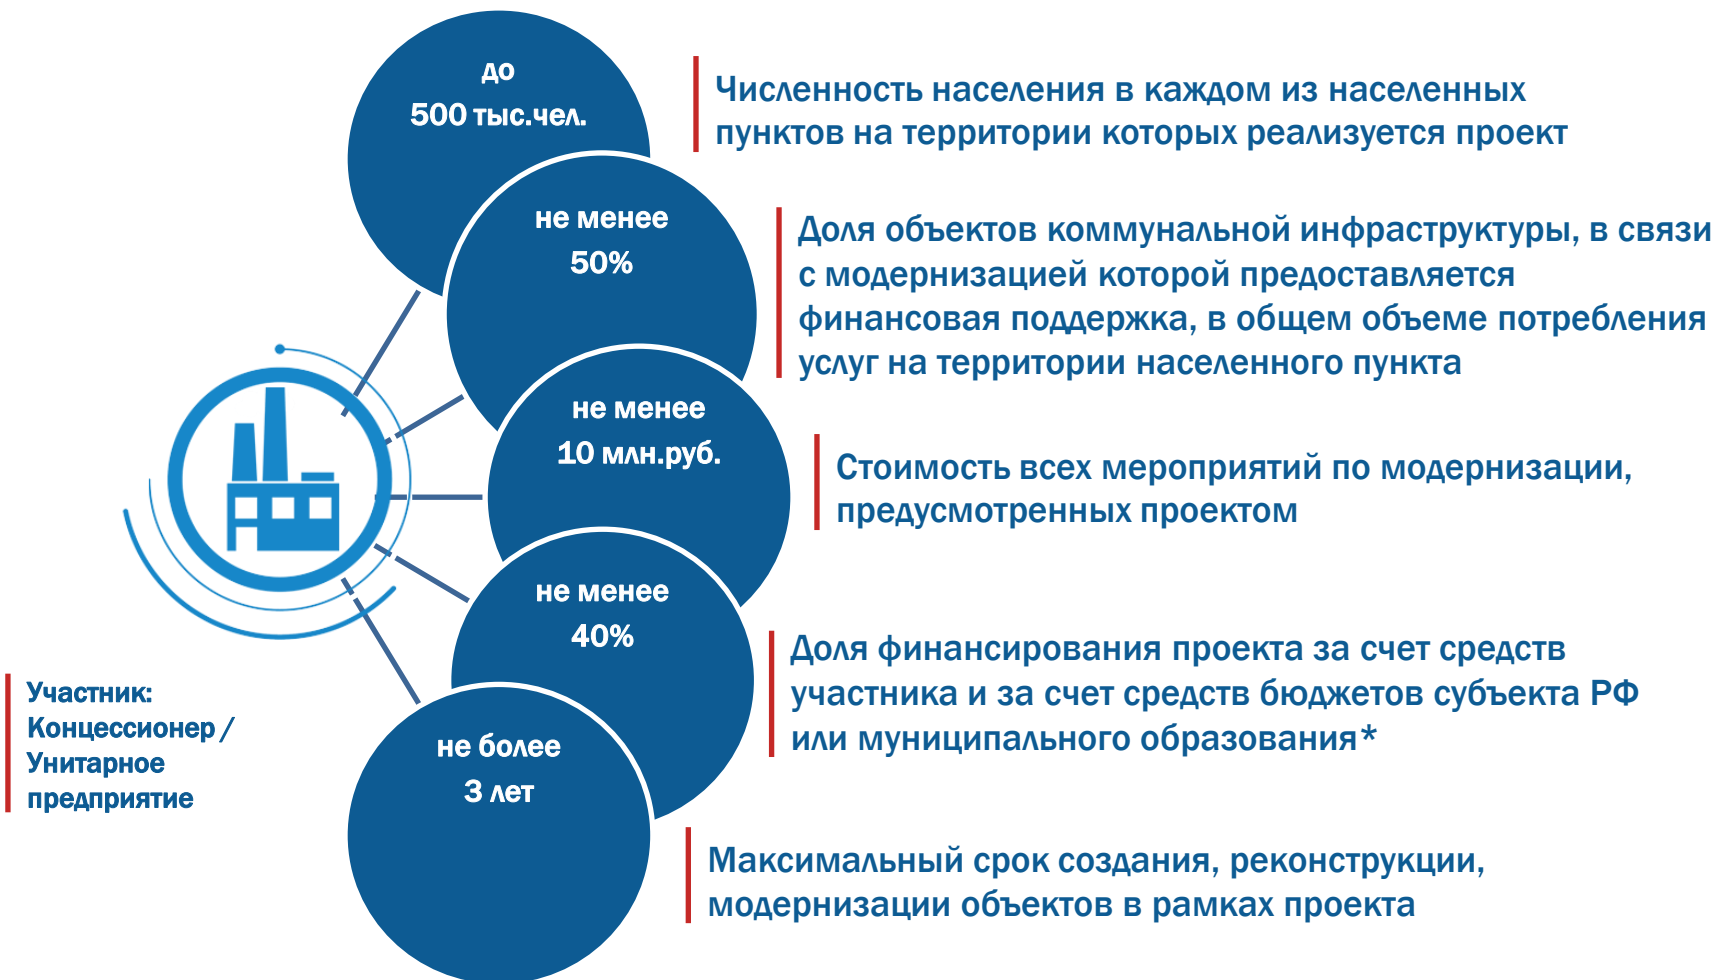 до
500 тыс.чел.
Численность населения в каждом из населенных
пунктов на территории которых реализуется проект
не менее
50%
Доля объектов коммунальной инфраструктуры, в связи
с модернизацией которой предоставляется
финансовая поддержка, в общем объеме потребления
услуг на территории населенного пункта
не менее
10 млн.руб.
Стоимость всех мероприятий по модернизации,
предусмотренных проектом
не менее
40%
Доля финансирования проекта за счет средств
участника и за счет средств бюджетов субъекта РФ
или муниципального образования*
Участник:
Концессионер /
Унитарное
предприятие
не более
3 лет
Максимальный срок создания, реконструкции,
модернизации объектов в рамках проекта